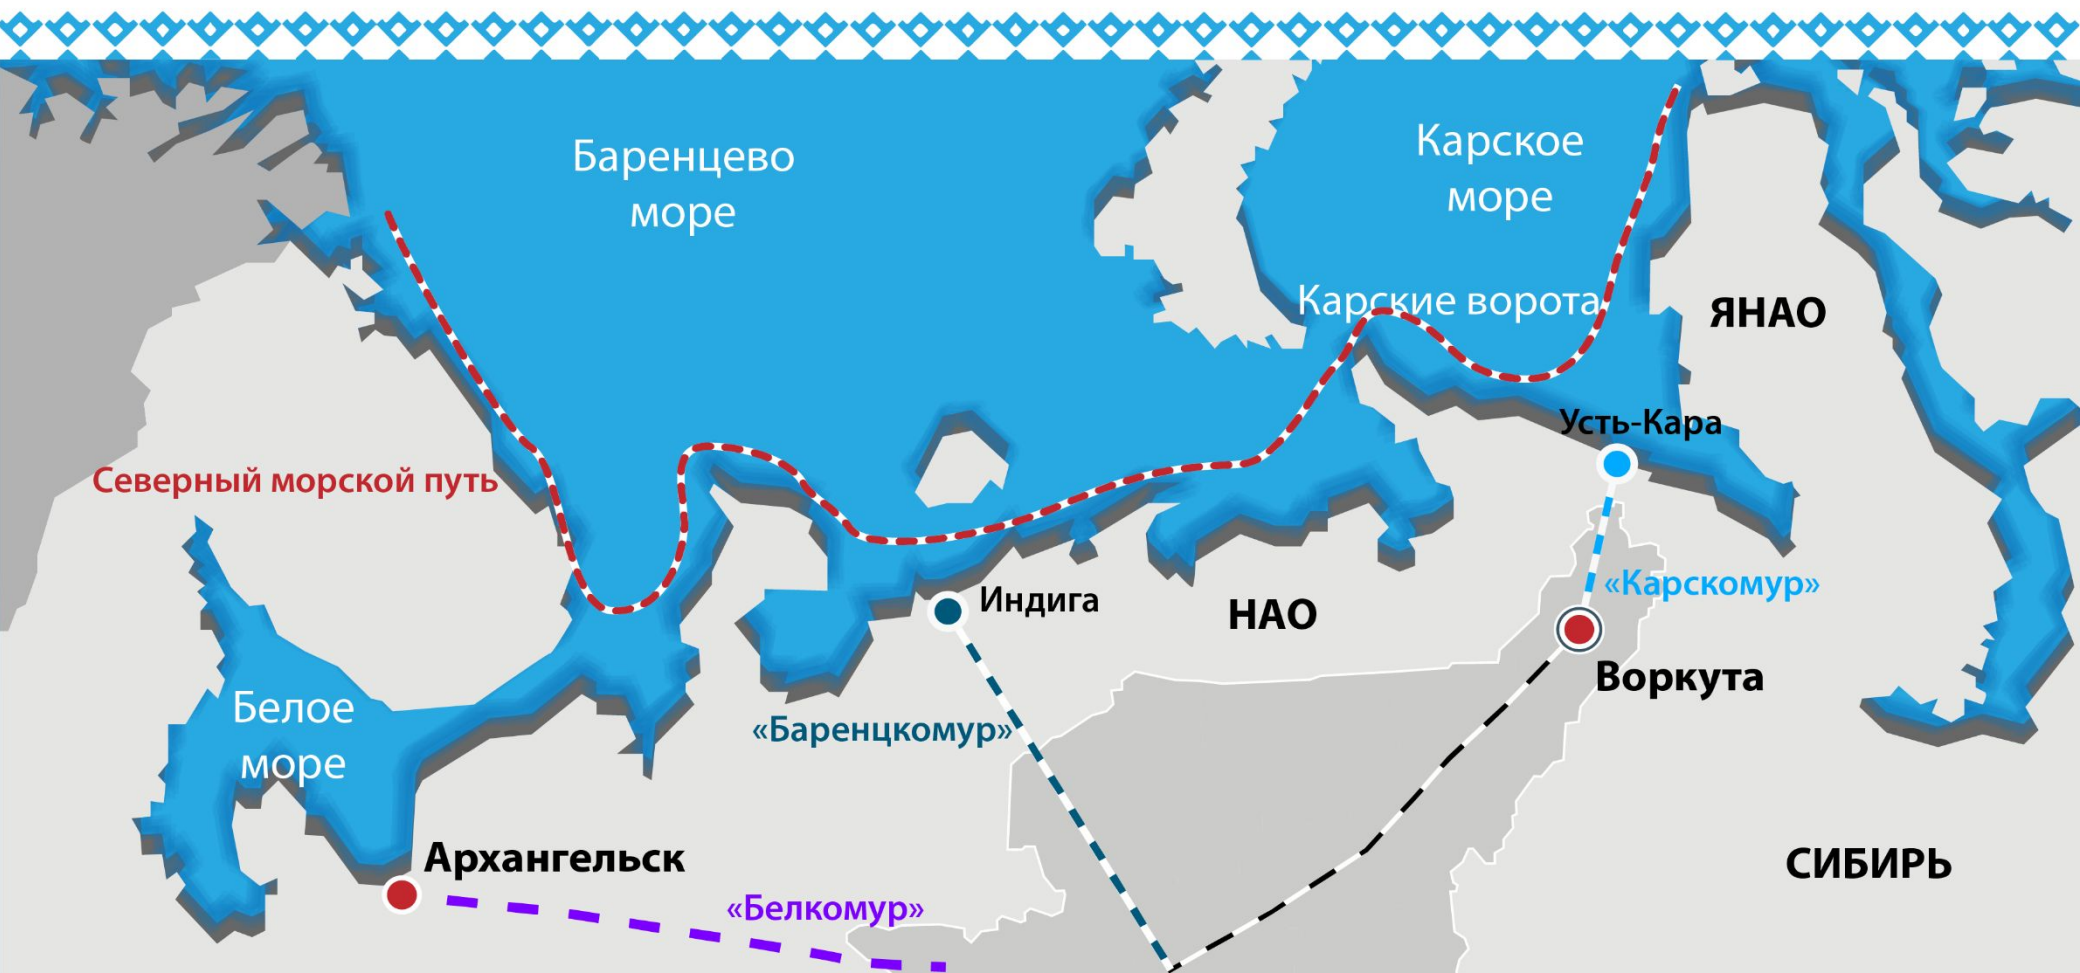 Баренцево
море
Карское
море
Карские ворота
ЯНАО
Усть-Кара
Северный морской путь
«Карскомур»
Индига
НАО
Воркута
Белое
море
«Баренцкомур»
Архангельск
СИБИРЬ
«Белкомур»